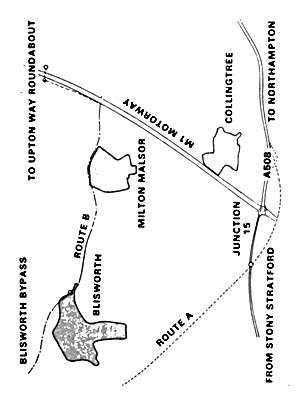 TO UPTON WAY ROUNDABOUT
M1 MOTORWAY
COLLINGTREE
TO NORTHAMPTON
A508
MILTON MALSOR
JUNCTION
15
ROUTE B
BLISWORTH
BLISWORTH BYPASS
ROUTE A
FROM STONY STRATFORD